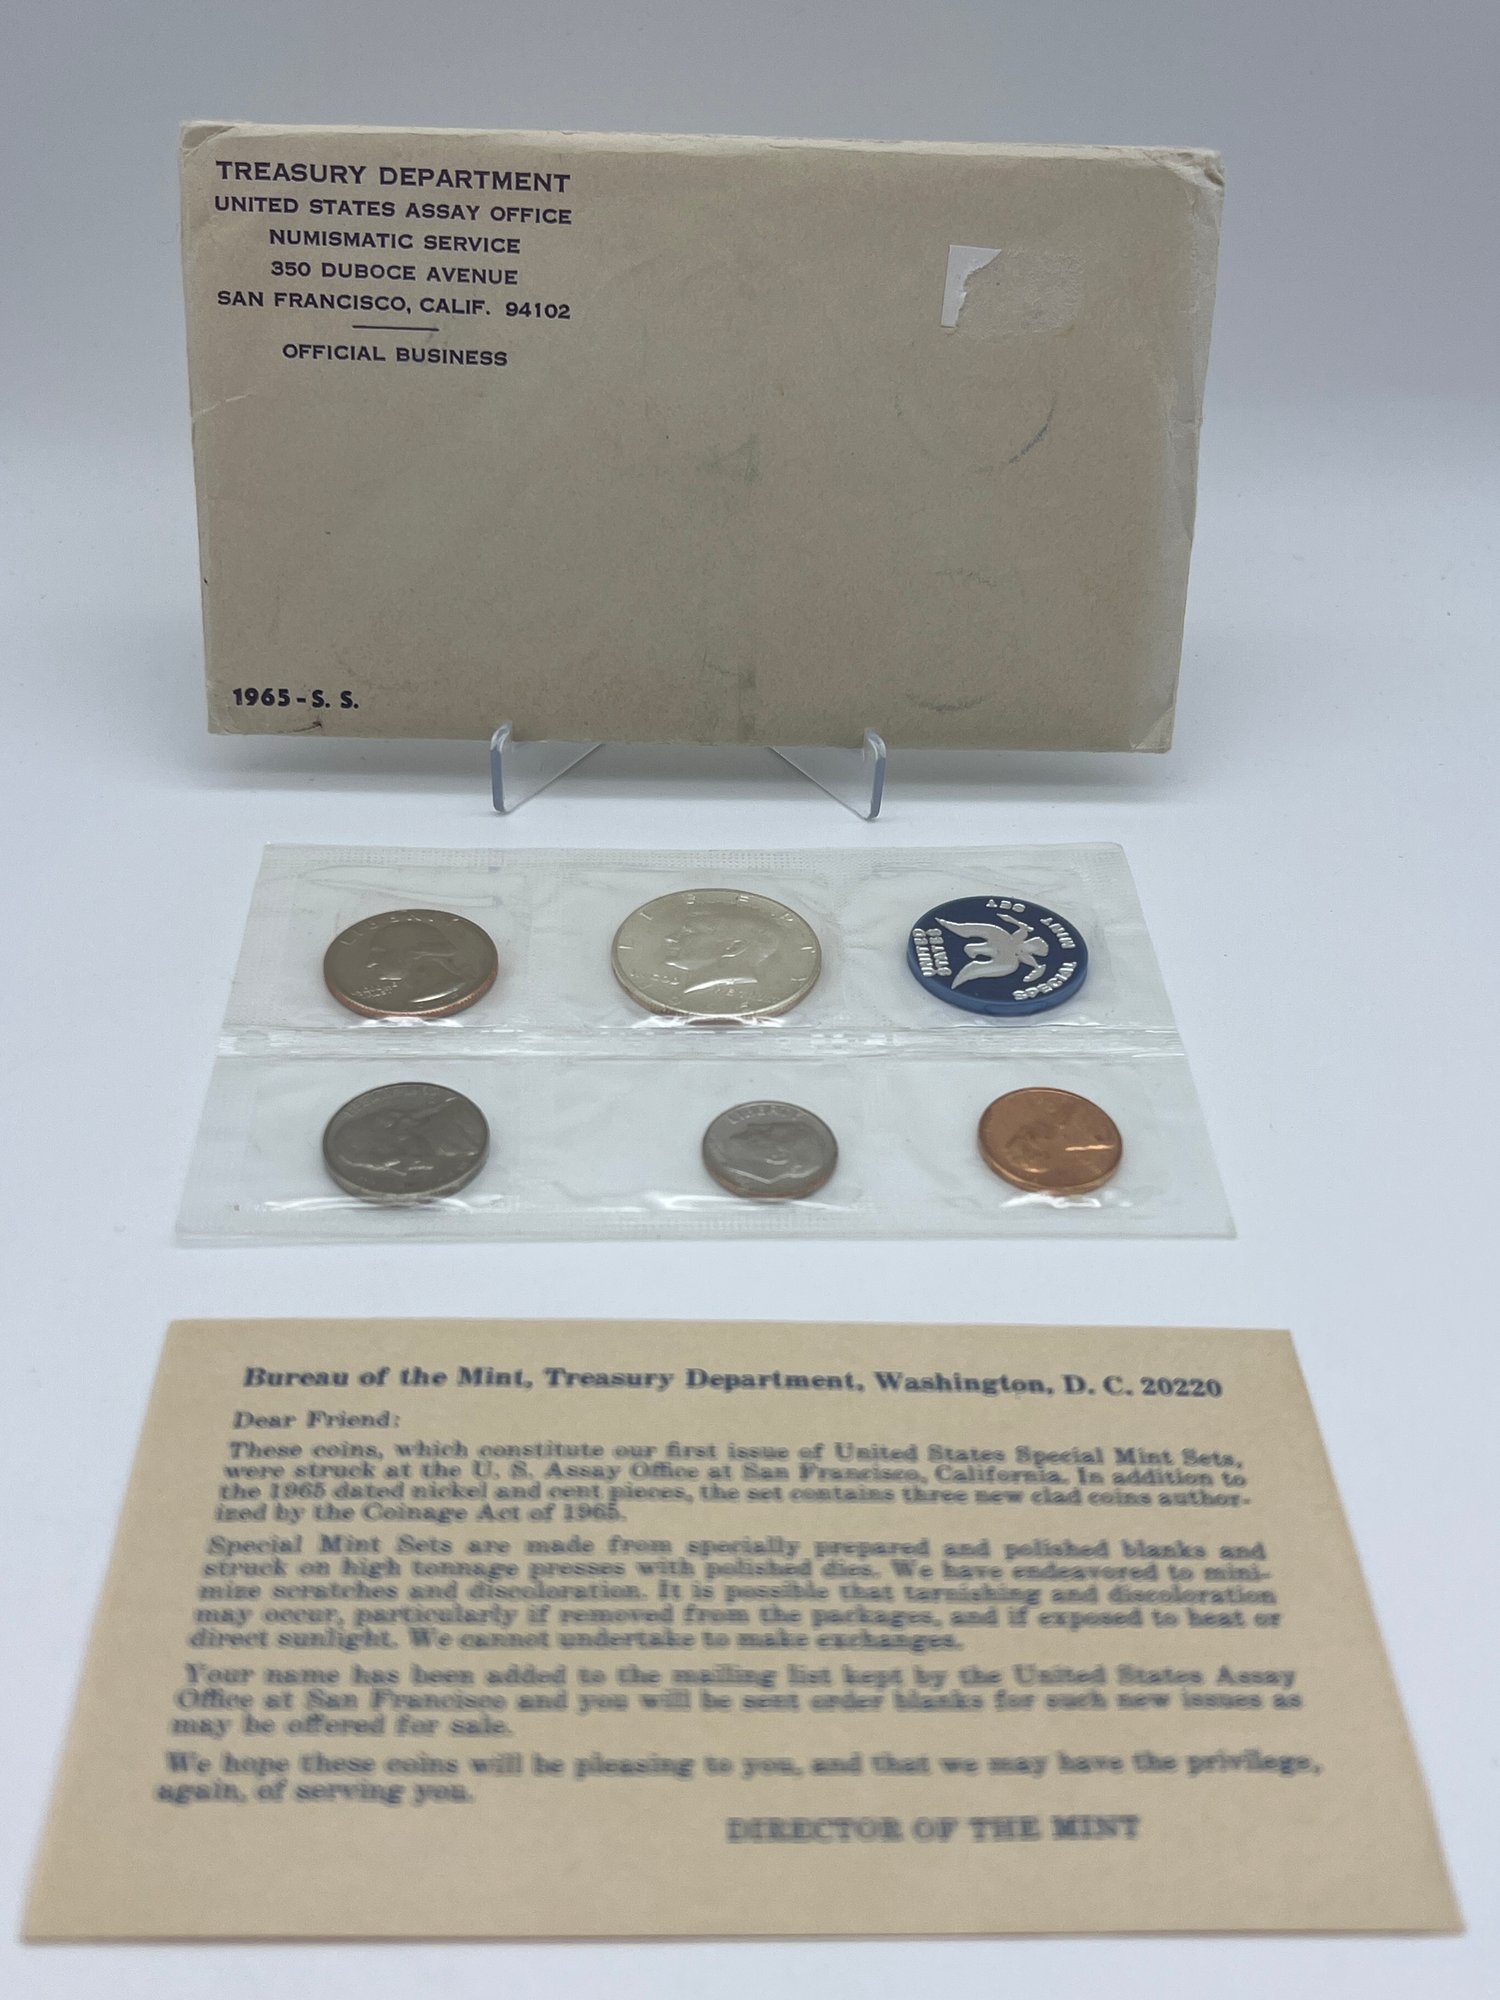 TREASURY DEPARTMENT
UNITED STATES ASSAY OFFICE
NUMISMATIC SERVICE
350 DUBOCE AVENUE
SAN FRANCISCO, CALIF. 94102
OFFICIAL BUSINESS
1965-S. S.
LIBERTY
UNITED
STATES
SPECIAL MINT SET
LIBERTY
Bureau of the Mint, Treasury Department, Washington, D. C. 20220
Dear Friend:
These coins, which constitute our first issue of United States Special Mint Sets,
were struck at the U. S. Assay Office at San Francisco, California. In addition to
the 1965 dated nickel and cent pieces, the set contains three new clad coins author-
ized by the Coinage Act of 1965.
Special Mint Sets are made from specially prepared and polished blanks and
struck on high tonnage presses with polished dies. We have endeavored to mini-
mize scratches and discoloration. It is possible that tarnishing and discoloration
may occur, particularly if removed from the packages, and if exposed to heat or
direct sunlight. We cannot undertake to make exchanges.
Your name has been added to the mailing list kept by the United States Assay
Office at San Francisco and you will be sent order blanks for such new issues as
may be offered for sale.
We hope these coins will be pleasing to you, and that we may have the privilege,
again, of serving you.
DIRECTOR OF THE MINT